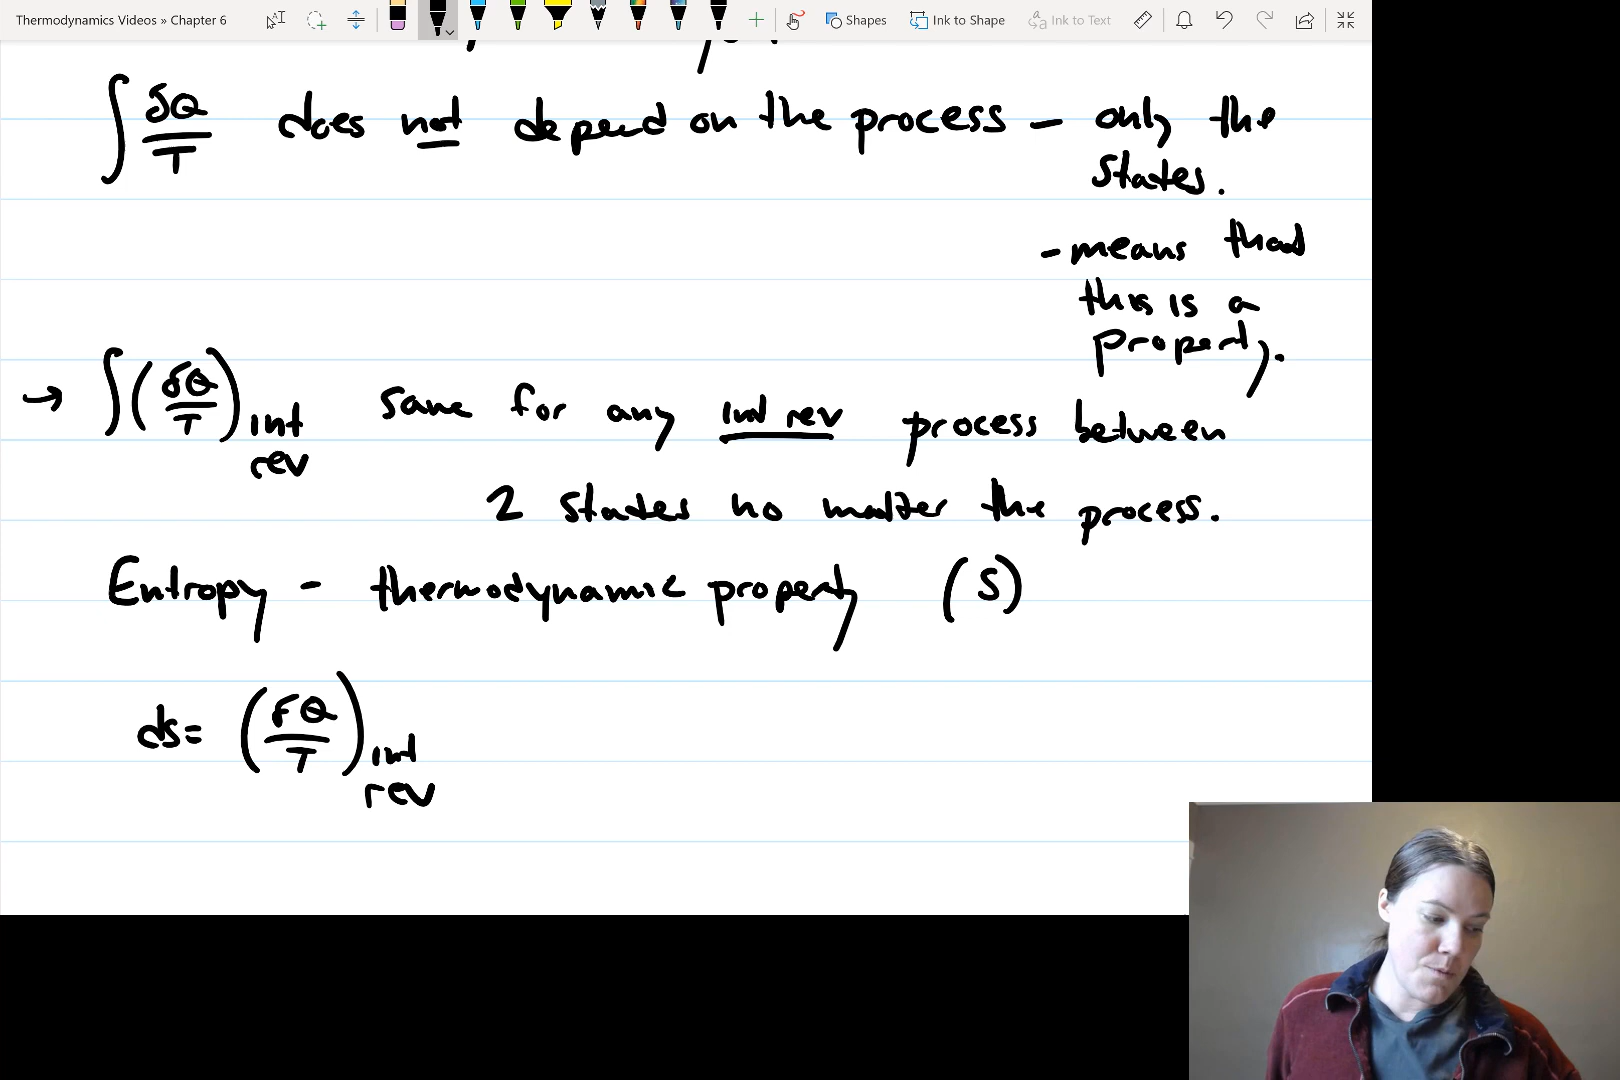 Thermodynamics Videos » Chapter 6
Shapes
Ink to Shape
Ink to Text
∫ δQ/T does not depend on the process – only the
states.
- means that
this is a
property.
→ ∫(δQ/T) int rev same for any int rev process between
2 states no matter the process.
Entropy - thermodynamic property (S)
ds = (δQ/T) int rev